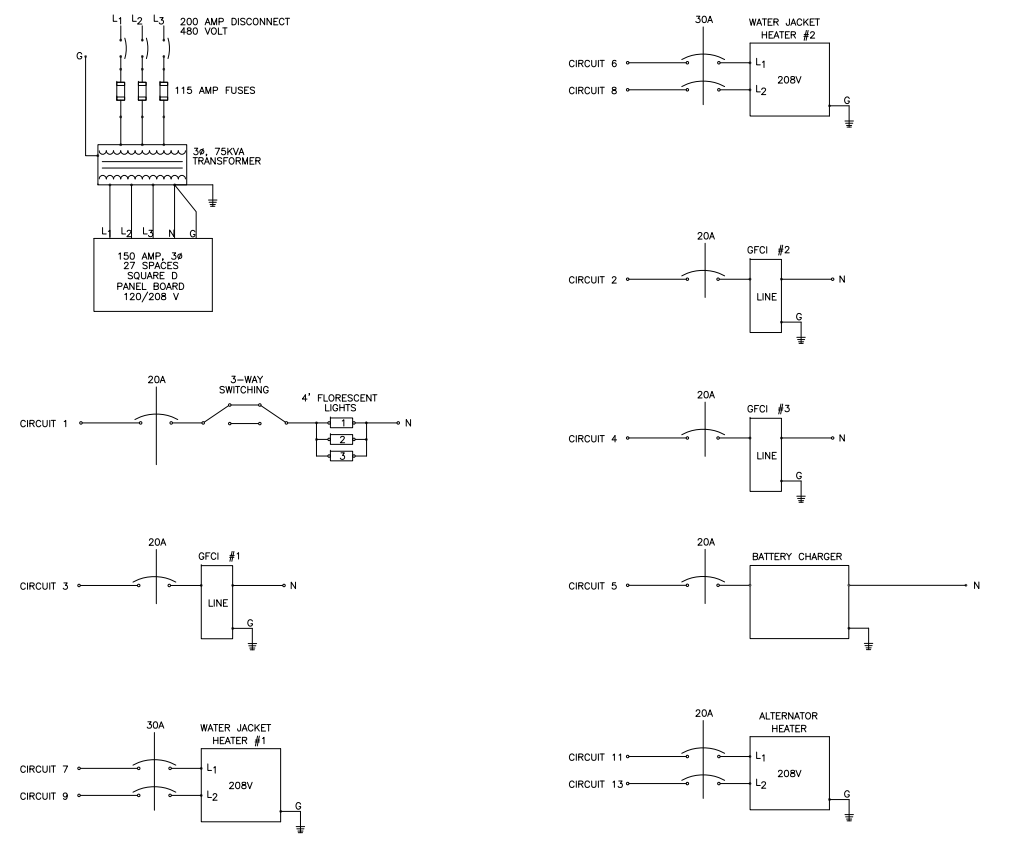 L1 L2 L3
200 AMP DISCONNECT
480 VOLT
G
115 AMP FUSES
3ø, 75KVA
TRANSFORMER
L1 L2 L3 N G
150 AMP, 3ø
27 SPACES
SQUARE D
PANEL BOARD
120/208 V
20A
3-WAY
SWITCHING
4' FLORESCENT
LIGHTS
CIRCUIT 1
1
N
2
3
20A
GFCI #1
CIRCUIT 3
N
LINE
G
30A
WATER JACKET
HEATER #1
CIRCUIT 7
L1
208V
CIRCUIT 9
L2
G
30A
WATER JACKET
HEATER #2
CIRCUIT 6
L1
208V
CIRCUIT 8
L2
G
20A
GFCI #2
CIRCUIT 2
N
LINE
G
20A
GFCI #3
CIRCUIT 4
N
LINE
G
20A
BATTERY CHARGER
CIRCUIT 5
N
20A
ALTERNATOR
HEATER
CIRCUIT 11
L1
208V
CIRCUIT 13
L2
G